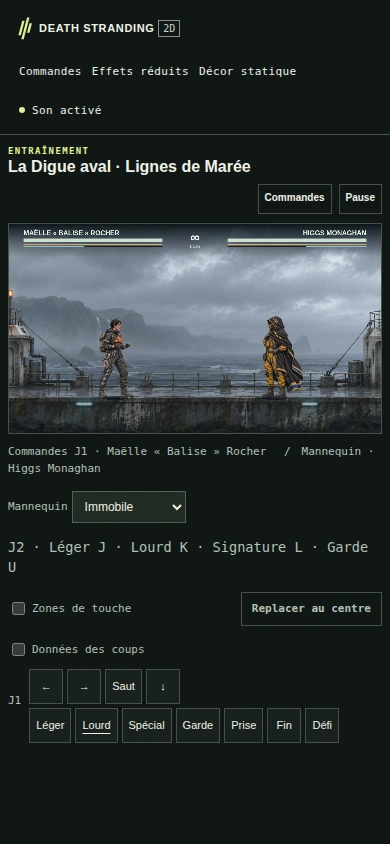 DEATH STRANDING 2D
Commandes Effets réduits Décor statique
Son activé
ENTRAÎNEMENT
La Digue aval · Lignes de Marée
Commandes Pause
MAËLLE « BALISE » ROCHER ∞ HIGGS MONAGHAN
Commandes J1 · Maëlle « Balise » Rocher / Mannequin ·
Higgs Monaghan
Mannequin Immobile
J2 · Léger J · Lourd K · Signature L · Garde
U
Zones de touche Replacer au centre
Données des coups
J1
← → Saut ↓
Léger Lourd Spécial Garde Prise Fin Défi